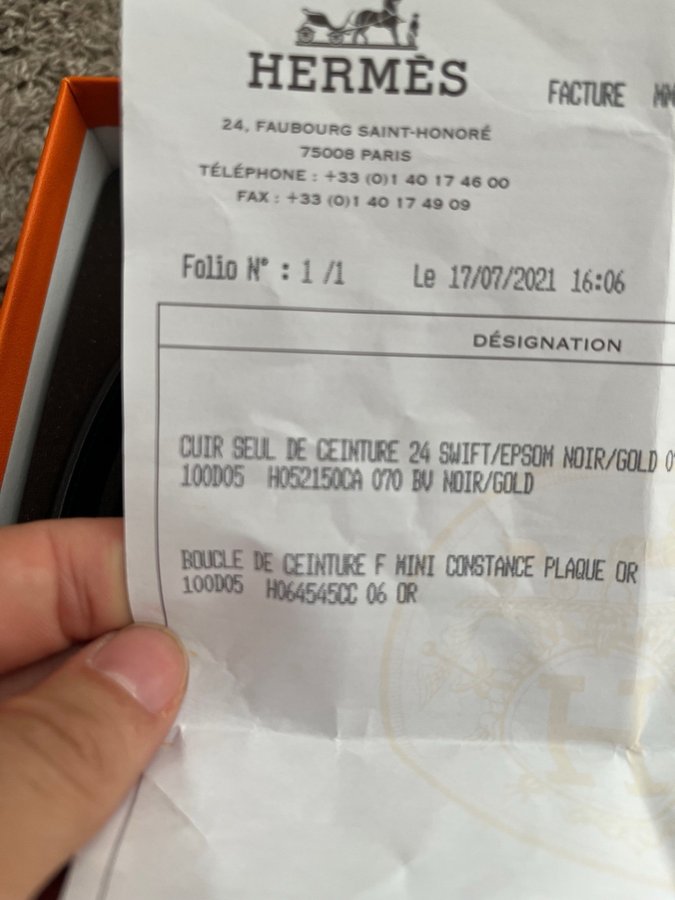 HERMÈS
FACTURE
24, FAUBOURG SAINT-HONORÉ
75008 PARIS
TÉLÉPHONE : +33 (0)1 40 17 46 00
FAX : +33 (0)1 40 17 49 09
Folio N° : 1 /1 Le 17/07/2021 16:06
DÉSIGNATION
CUIR SEUL DE CEINTURE 24 SWIFT/EPSOM NOIR/GOLD
100D05 H052150CA 070 BV NOIR/GOLD
BOUCLE DE CEINTURE F MINI CONSTANCE PLAQUE OR
100D05 H064545CC 06 OR
H